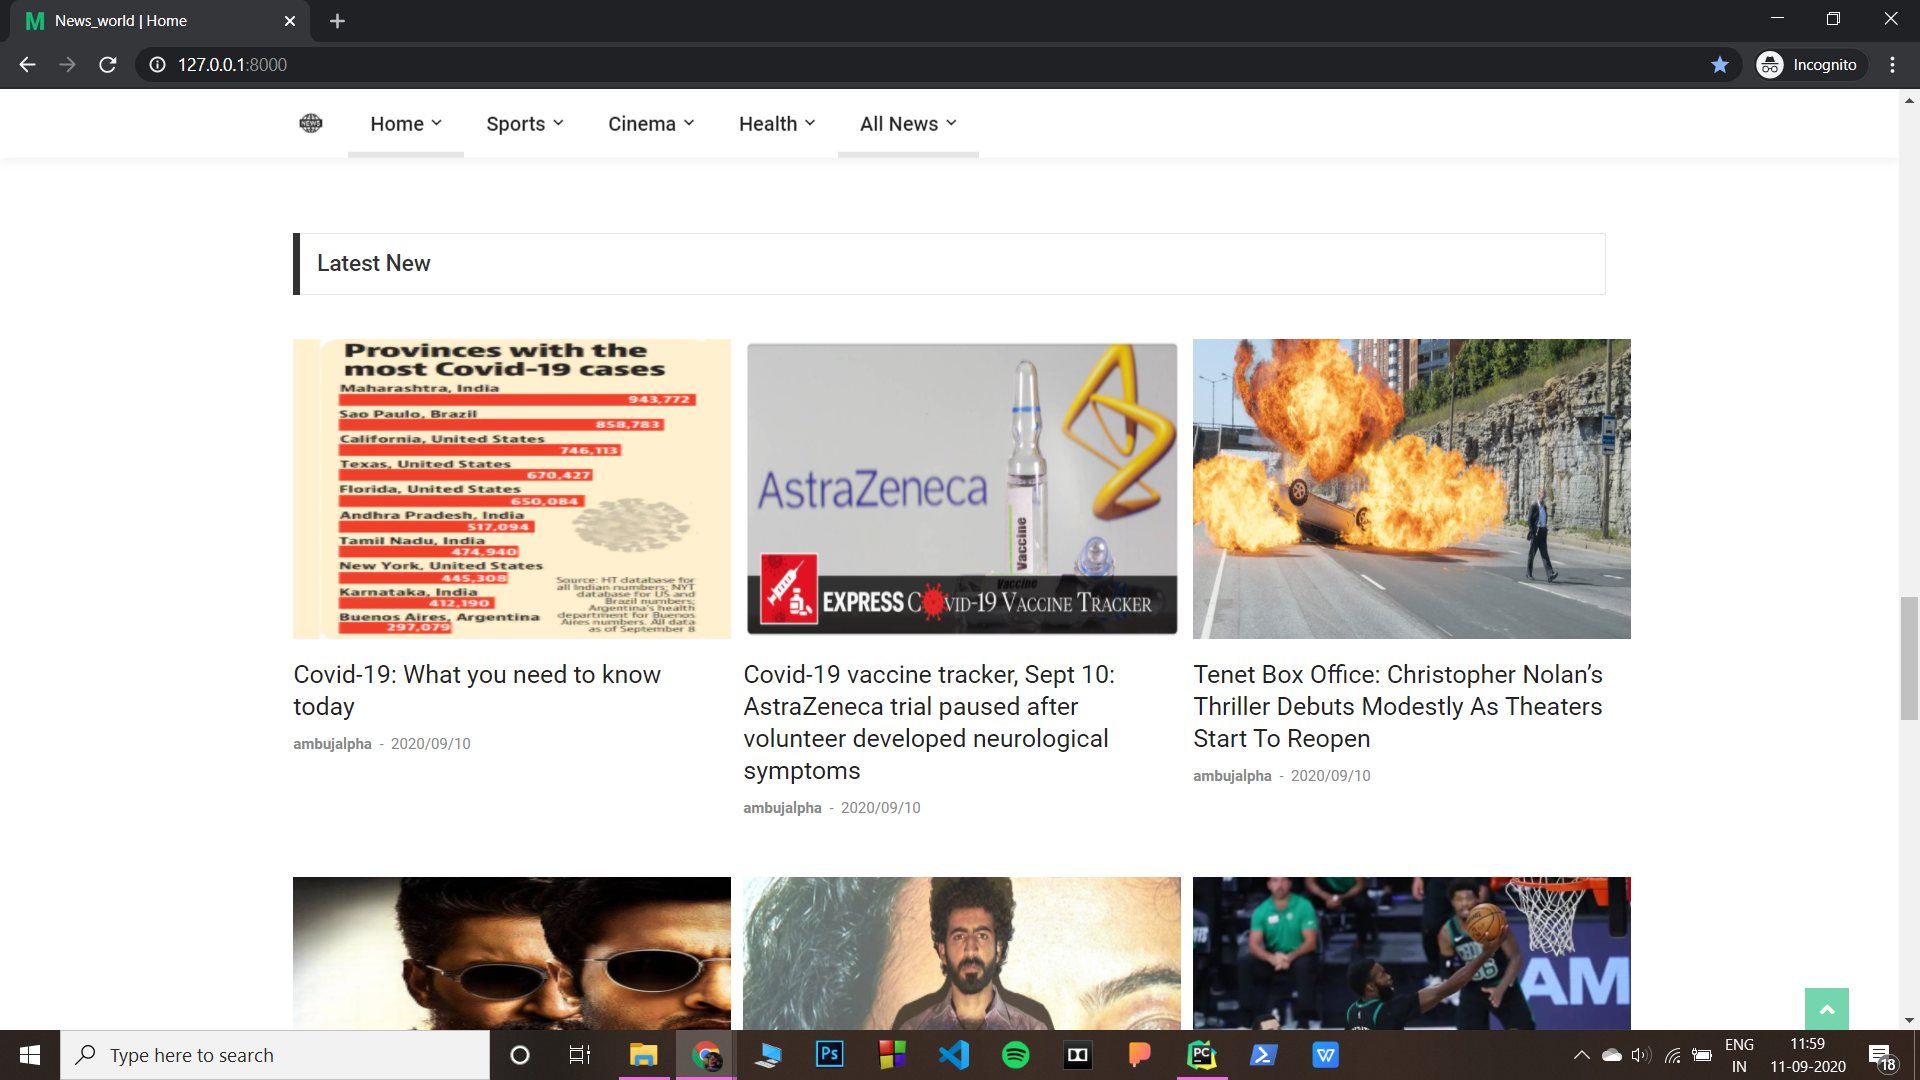 News_world | Home
127.0.0.1:8000
Incognito
NEWS
Home
Sports
Cinema
Health
All News
Latest New
Provinces with the
most Covid-19 cases
Maharashtra, India
943,772
Sao Paulo, Brazil
858,783
California, United States
746,113
Texas, United States
670,427
Florida, United States
650,084
Andhra Pradesh, India
517,094
Tamil Nadu, India
474,940
New York, United States
445,308
Karnataka, India
412,190
Buenos Aires, Argentina
297,079
Source: HT database for
all Indian numbers; NYT
database for US and
Brazil numbers;
Argentina's health
department for Buenos
Aires numbers. All data
as of September 8
AstraZeneca
Vaccine
Vaccine
EXPRESS COVID-19 VACCINE TRACKER
Covid-19: What you need to know
today
ambujalpha - 2020/09/10
Covid-19 vaccine tracker, Sept 10:
AstraZeneca trial paused after
volunteer developed neurological
symptoms
ambujalpha - 2020/09/10
Tenet Box Office: Christopher Nolan’s
Thriller Debuts Modestly As Theaters
Start To Reopen
ambujalpha - 2020/09/10
AM
Type here to search
Ps
PC
W
ENG
IN
11:59
11-09-2020
18